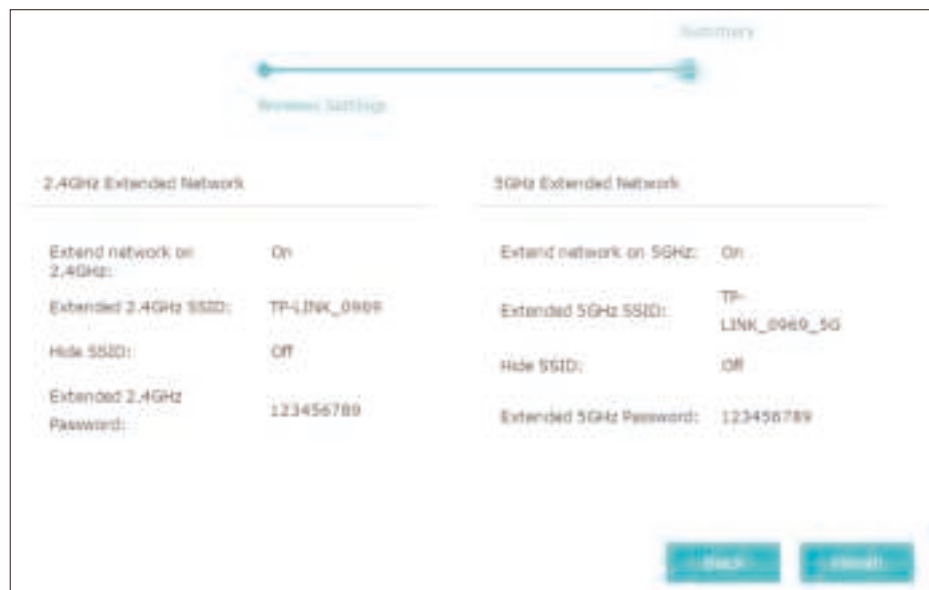 Summary
Wireless Settings
2.4GHz Extended Network
Extend network on
2.4GHz:
On
Extended 2.4GHz SSID:
TP-LINK_0969
Hide SSID:
Off
Extended 2.4GHz
Password:
123456789
5GHz Extended Network
Extend network on 5GHz:
On
Extended 5GHz SSID:
TP-
LINK_0969_5G
Hide SSID:
Off
Extended 5GHz Password:
123456789
Back